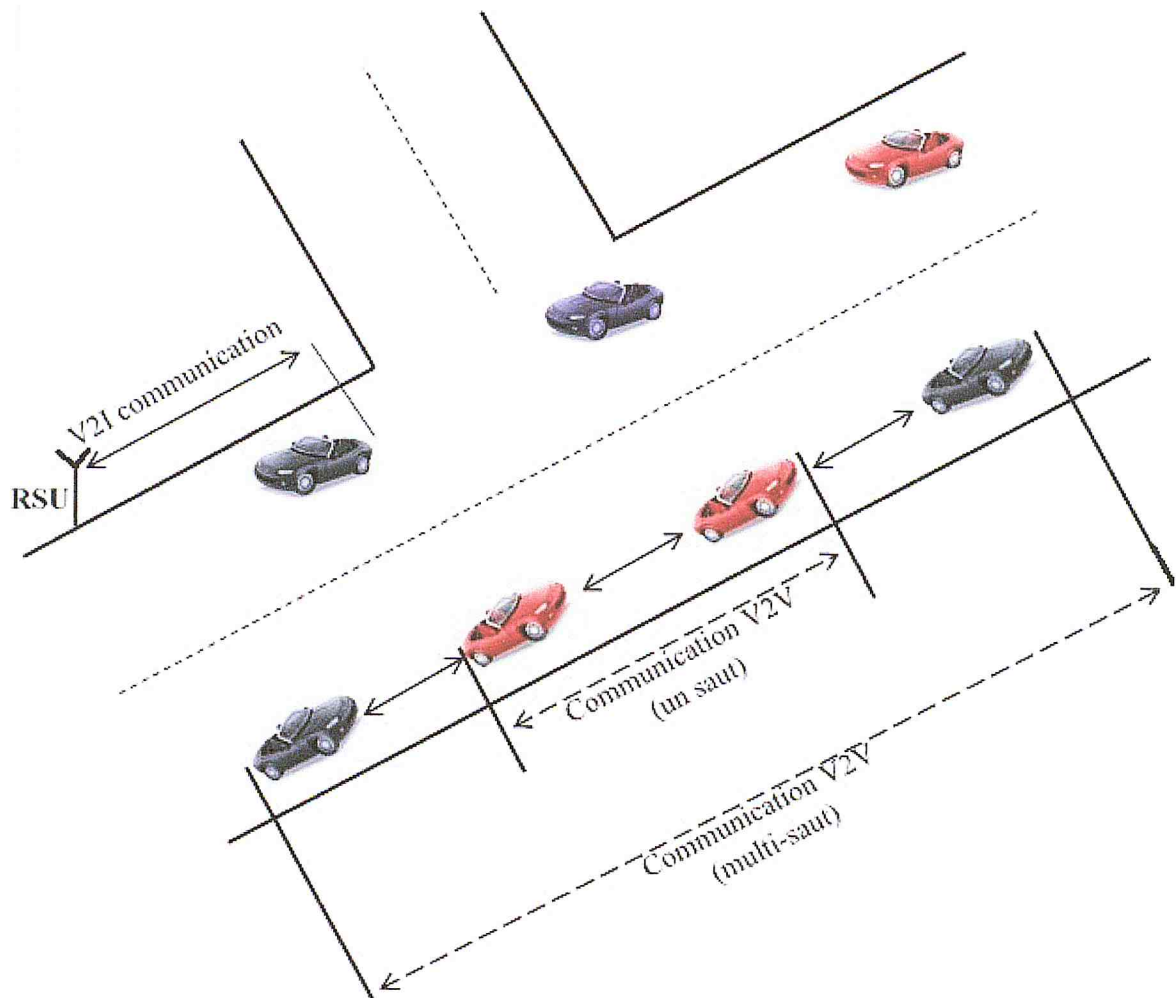 V2I communication
RSU
Communication V2V
(un saut)
Communication V2V
(multi-saut)